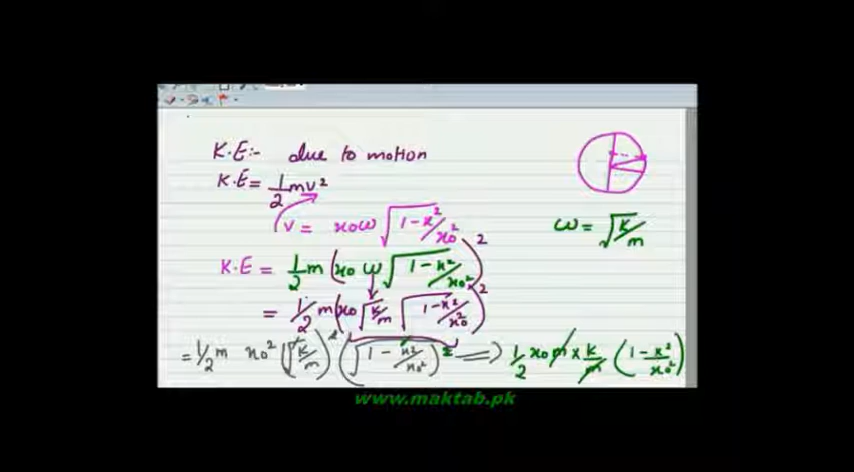 K.E:- due to motion
K.E = 1/2 mv²
v = x₀ω √(1-x²/x₀²)
ω = √(k/m)
K.E = 1/2 m (x₀ ω √(1-x²/x₀²))²
= 1/2 m (x₀ √(k/m) √(1-x²/x₀²))²
= 1/2 m x₀² (√(k/m))² (√(1-x²/x₀²))² ⟹ 1/2 x₀ m × k/m (1-x²/x₀²)
www.maktab.pk